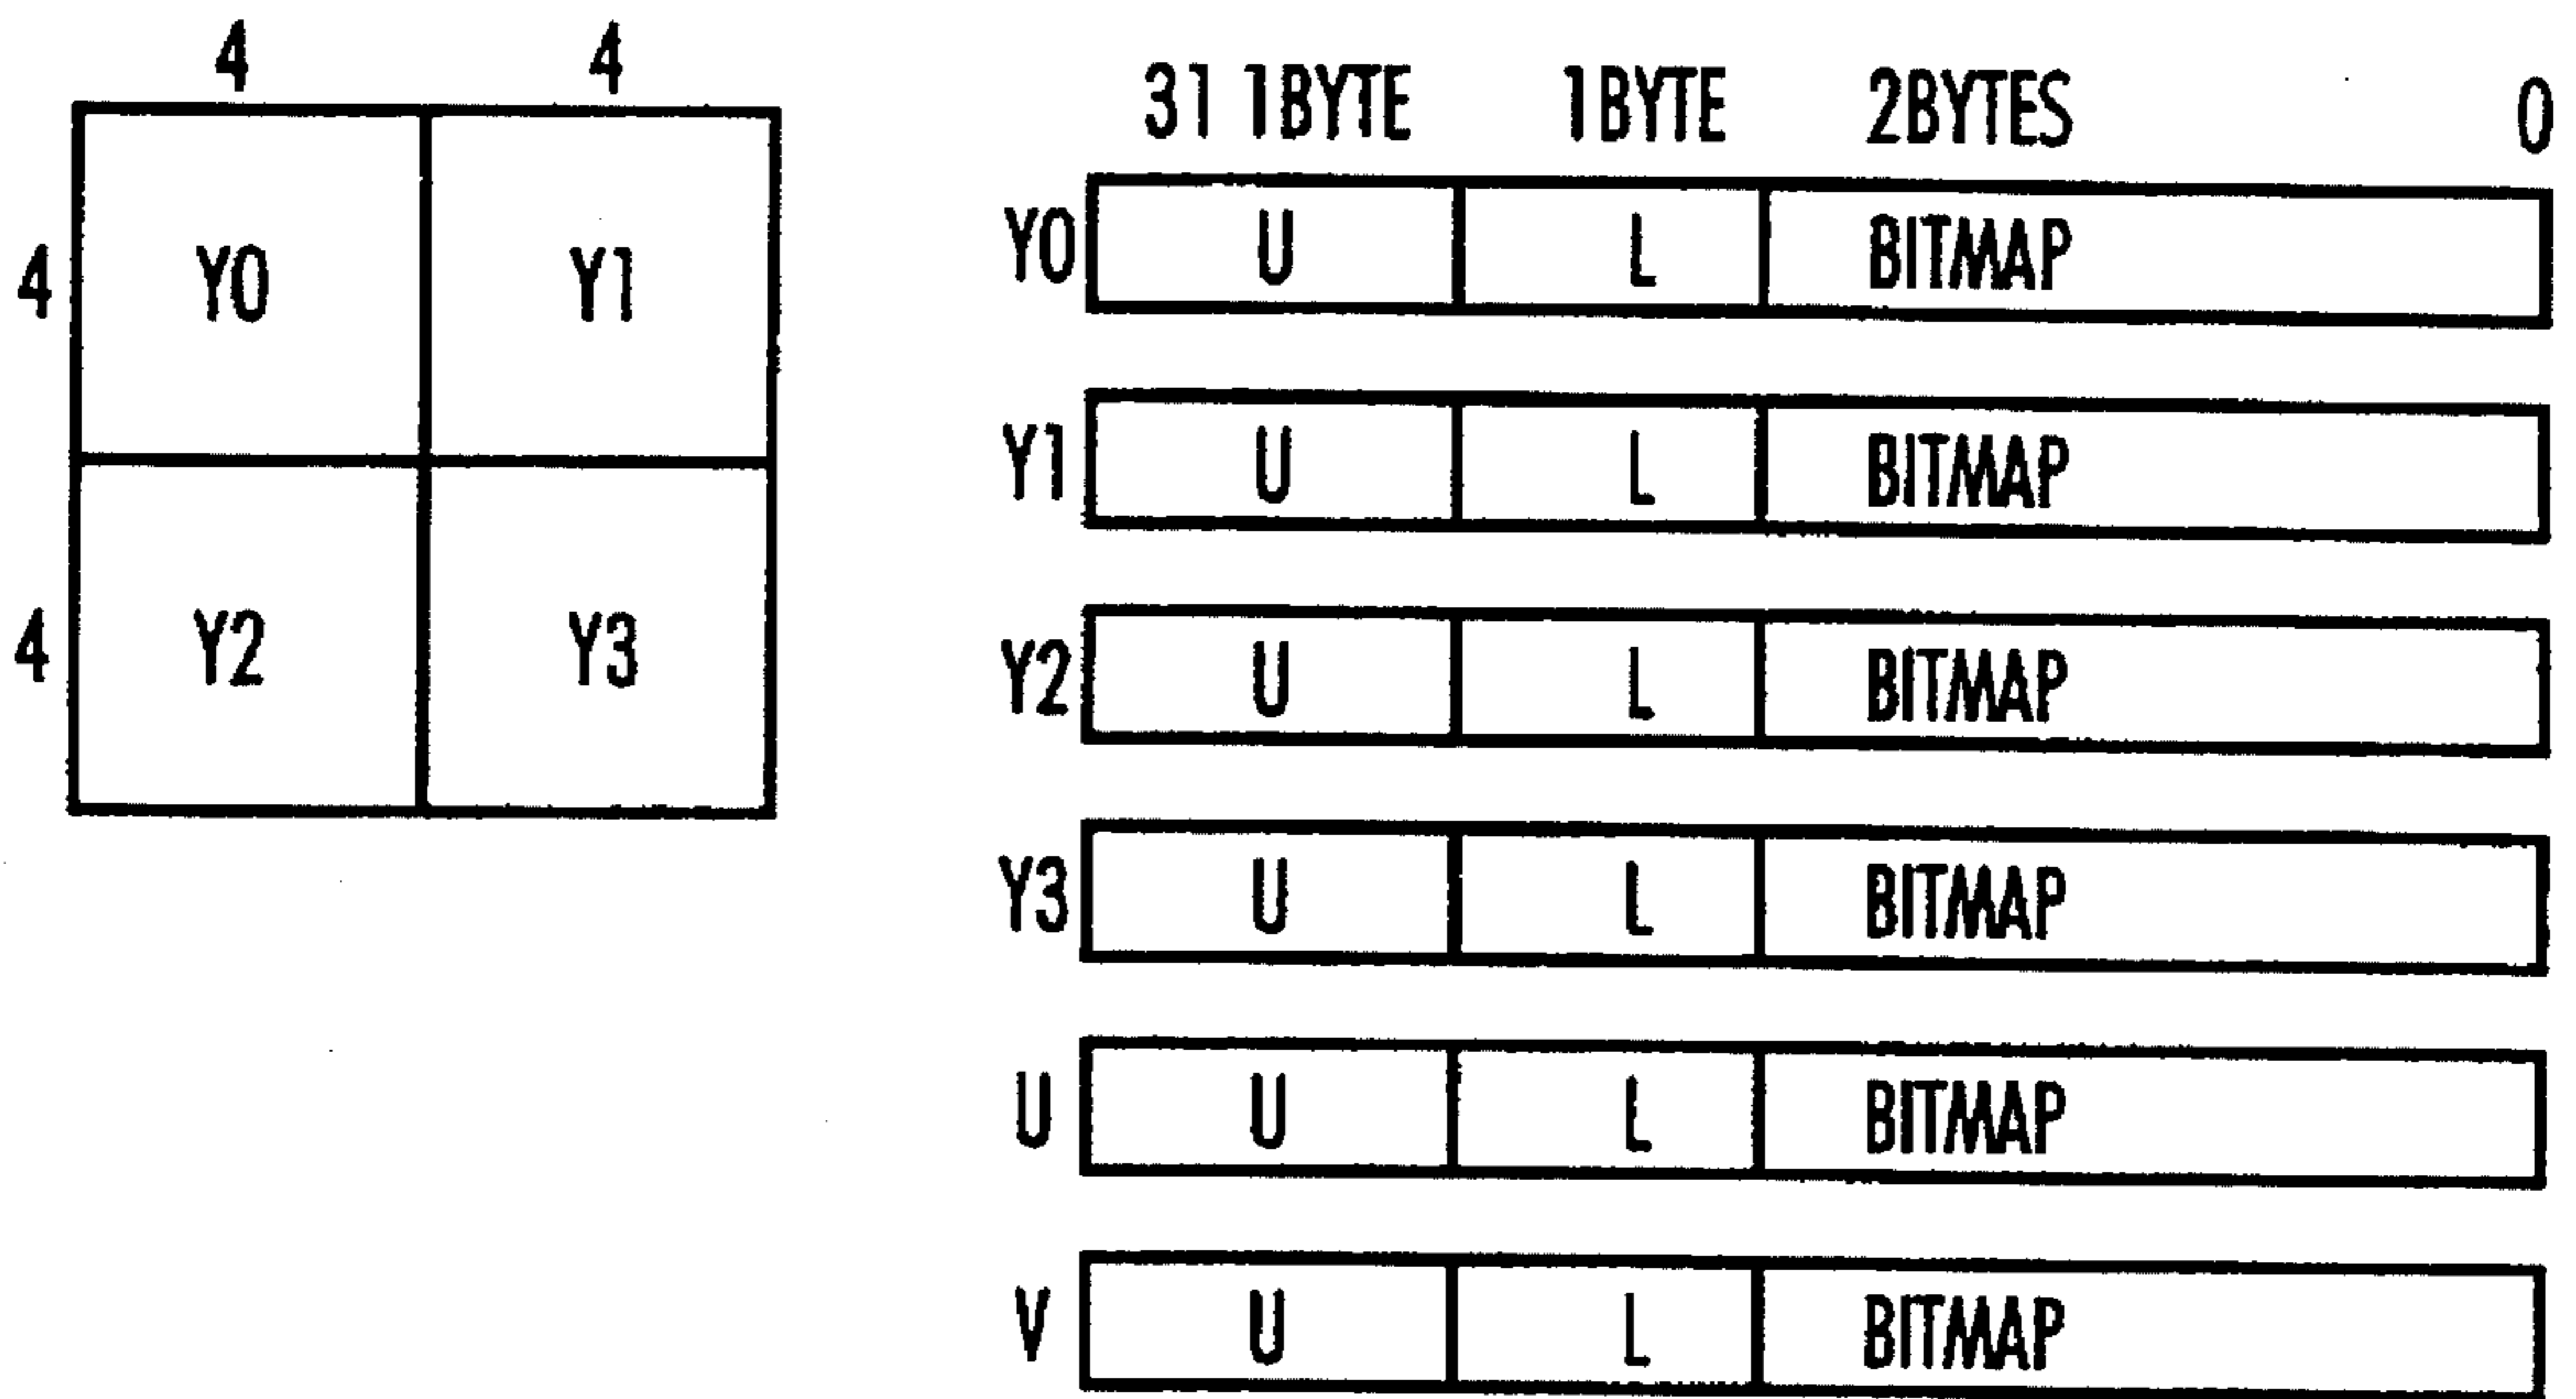 4 4
4 Y0 Y1
4 Y2 Y3
31 1BYTE 1BYTE 2BYTES 0
Y0 U L BITMAP
Y1 U L BITMAP
Y2 U L BITMAP
Y3 U L BITMAP
U U L BITMAP
V U L BITMAP